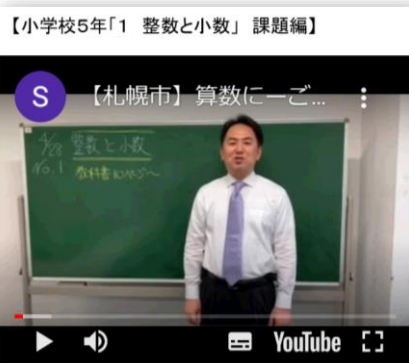 【小学校5年「1　整数と小数」 課題編】
S
【札幌市】算数にーご...
4/28 整数と小数
No.1 教科書10ページ〜
YouTube